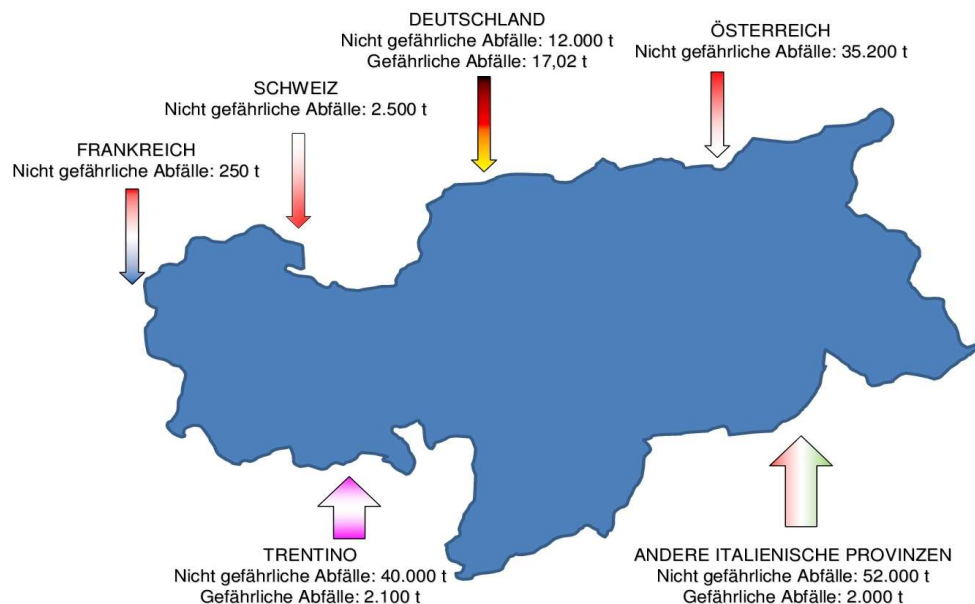 DEUTSCHLAND
Nicht gefährliche Abfälle: 12.000 t
Gefährliche Abfälle: 17,02 t
ÖSTERREICH
Nicht gefährliche Abfälle: 35.200 t
SCHWEIZ
Nicht gefährliche Abfälle: 2.500 t
FRANKREICH
Nicht gefährliche Abfälle: 250 t
TRENTINO
Nicht gefährliche Abfälle: 40.000 t
Gefährliche Abfälle: 2.100 t
ANDERE ITALIENISCHE PROVINZEN
Nicht gefährliche Abfälle: 52.000 t
Gefährliche Abfälle: 2.000 t